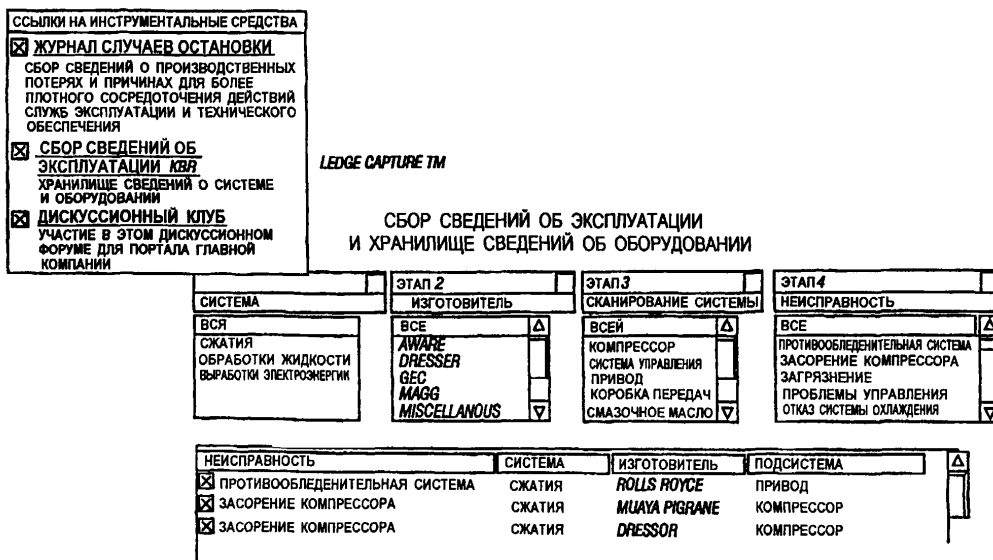 ССЫЛКИ НА ИНСТРУМЕНТАЛЬНЫЕ СРЕДСТВА
ЖУРНАЛ СЛУЧАЕВ ОСТАНОВКИ
СБОР СВЕДЕНИЙ О ПРОИЗВОДСТВЕННЫХ
ПОТЕРЯХ И ПРИЧИНАХ ДЛЯ БОЛЕЕ
ПЛОТНОГО СОСРЕДОТОЧЕНИЯ ДЕЙСТВИЙ
СЛУЖБ ЭКСПЛУАТАЦИИ И ТЕХНИЧЕСКОГО
ОБЕСПЕЧЕНИЯ
СБОР СВЕДЕНИЙ ОБ
ЭКСПЛУАТАЦИИ KBR
ХРАНИЛИЩЕ СВЕДЕНИЙ О СИСТЕМЕ
И ОБОРУДОВАНИИ
ДИСКУССИОННЫЙ КЛУБ
УЧАСТИЕ В ЭТОМ ДИСКУССИОННОМ
ФОРУМЕ ДЛЯ ПОРТАЛА ГЛАВНОЙ
КОМПАНИИ
LEDGE CAPTURE TM
СБОР СВЕДЕНИЙ ОБ ЭКСПЛУАТАЦИИ
И ХРАНИЛИЩЕ СВЕДЕНИЙ ОБ ОБОРУДОВАНИИ
СИСТЕМА
ВСЯ
СЖАТИЯ
ОБРАБОТКИ ЖИДКОСТИ
ВЫРАБОТКИ ЭЛЕКТРОЭНЕРГИИ
ЭТАП 2
ИЗГОТОВИТЕЛЬ
ВСЕ
AWARE
DRESSER
GEC
MAGG
MISCELLANOUS
ЭТАП 3
СКАНИРОВАНИЕ СИСТЕМЫ
ВСЕЙ
КОМПРЕССОР
СИСТЕМА УПРАВЛЕНИЯ
ПРИВОД
КОРОБКА ПЕРЕДАЧ
СМАЗОЧНОЕ МАСЛО
ЭТАП 4
НЕИСПРАВНОСТЬ
ВСЕ
ПРОТИВООБЛЕДЕНИТЕЛЬНАЯ СИСТЕМА
ЗАСОРЕНИЕ КОМПРЕССОРА
ЗАГРЯЗНЕНИЕ
ПРОБЛЕМЫ УПРАВЛЕНИЯ
ОТКАЗ СИСТЕМЫ ОХЛАЖДЕНИЯ
НЕИСПРАВНОСТЬ СИСТЕМА ИЗГОТОВИТЕЛЬ ПОДСИСТЕМА
ПРОТИВООБЛЕДЕНИТЕЛЬНАЯ СИСТЕМА СЖАТИЯ ROLLS ROYCE ПРИВОД
ЗАСОРЕНИЕ КОМПРЕССОРА СЖАТИЯ MUAYA PIGRANE КОМПРЕССОР
ЗАСОРЕНИЕ КОМПРЕССОРА СЖАТИЯ DRESSOR КОМПРЕССОР